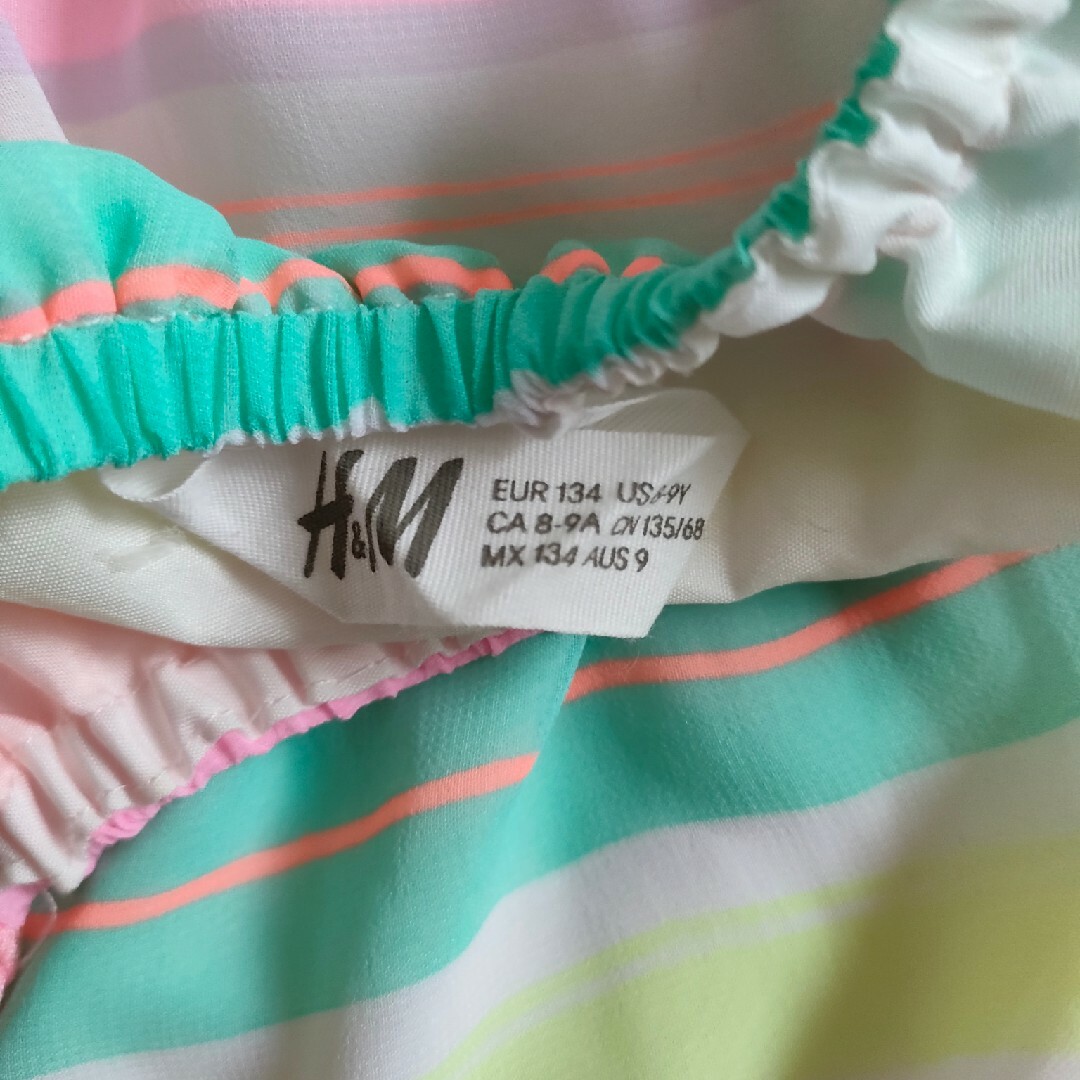 H&M
EUR 134 US 8-9Y
CA 8-9A CN 135/68
MX 134 AUS 9